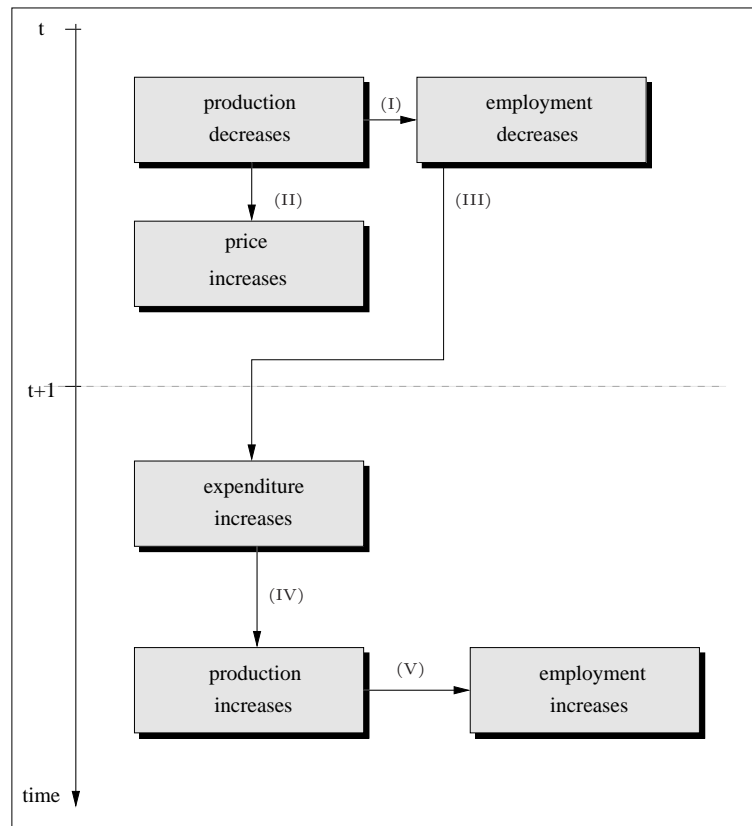 t
production
decreases
(I)
employment
decreases
(II)
(III)
price
increases
t+1
expenditure
increases
(IV)
production
increases
(V)
employment
increases
time